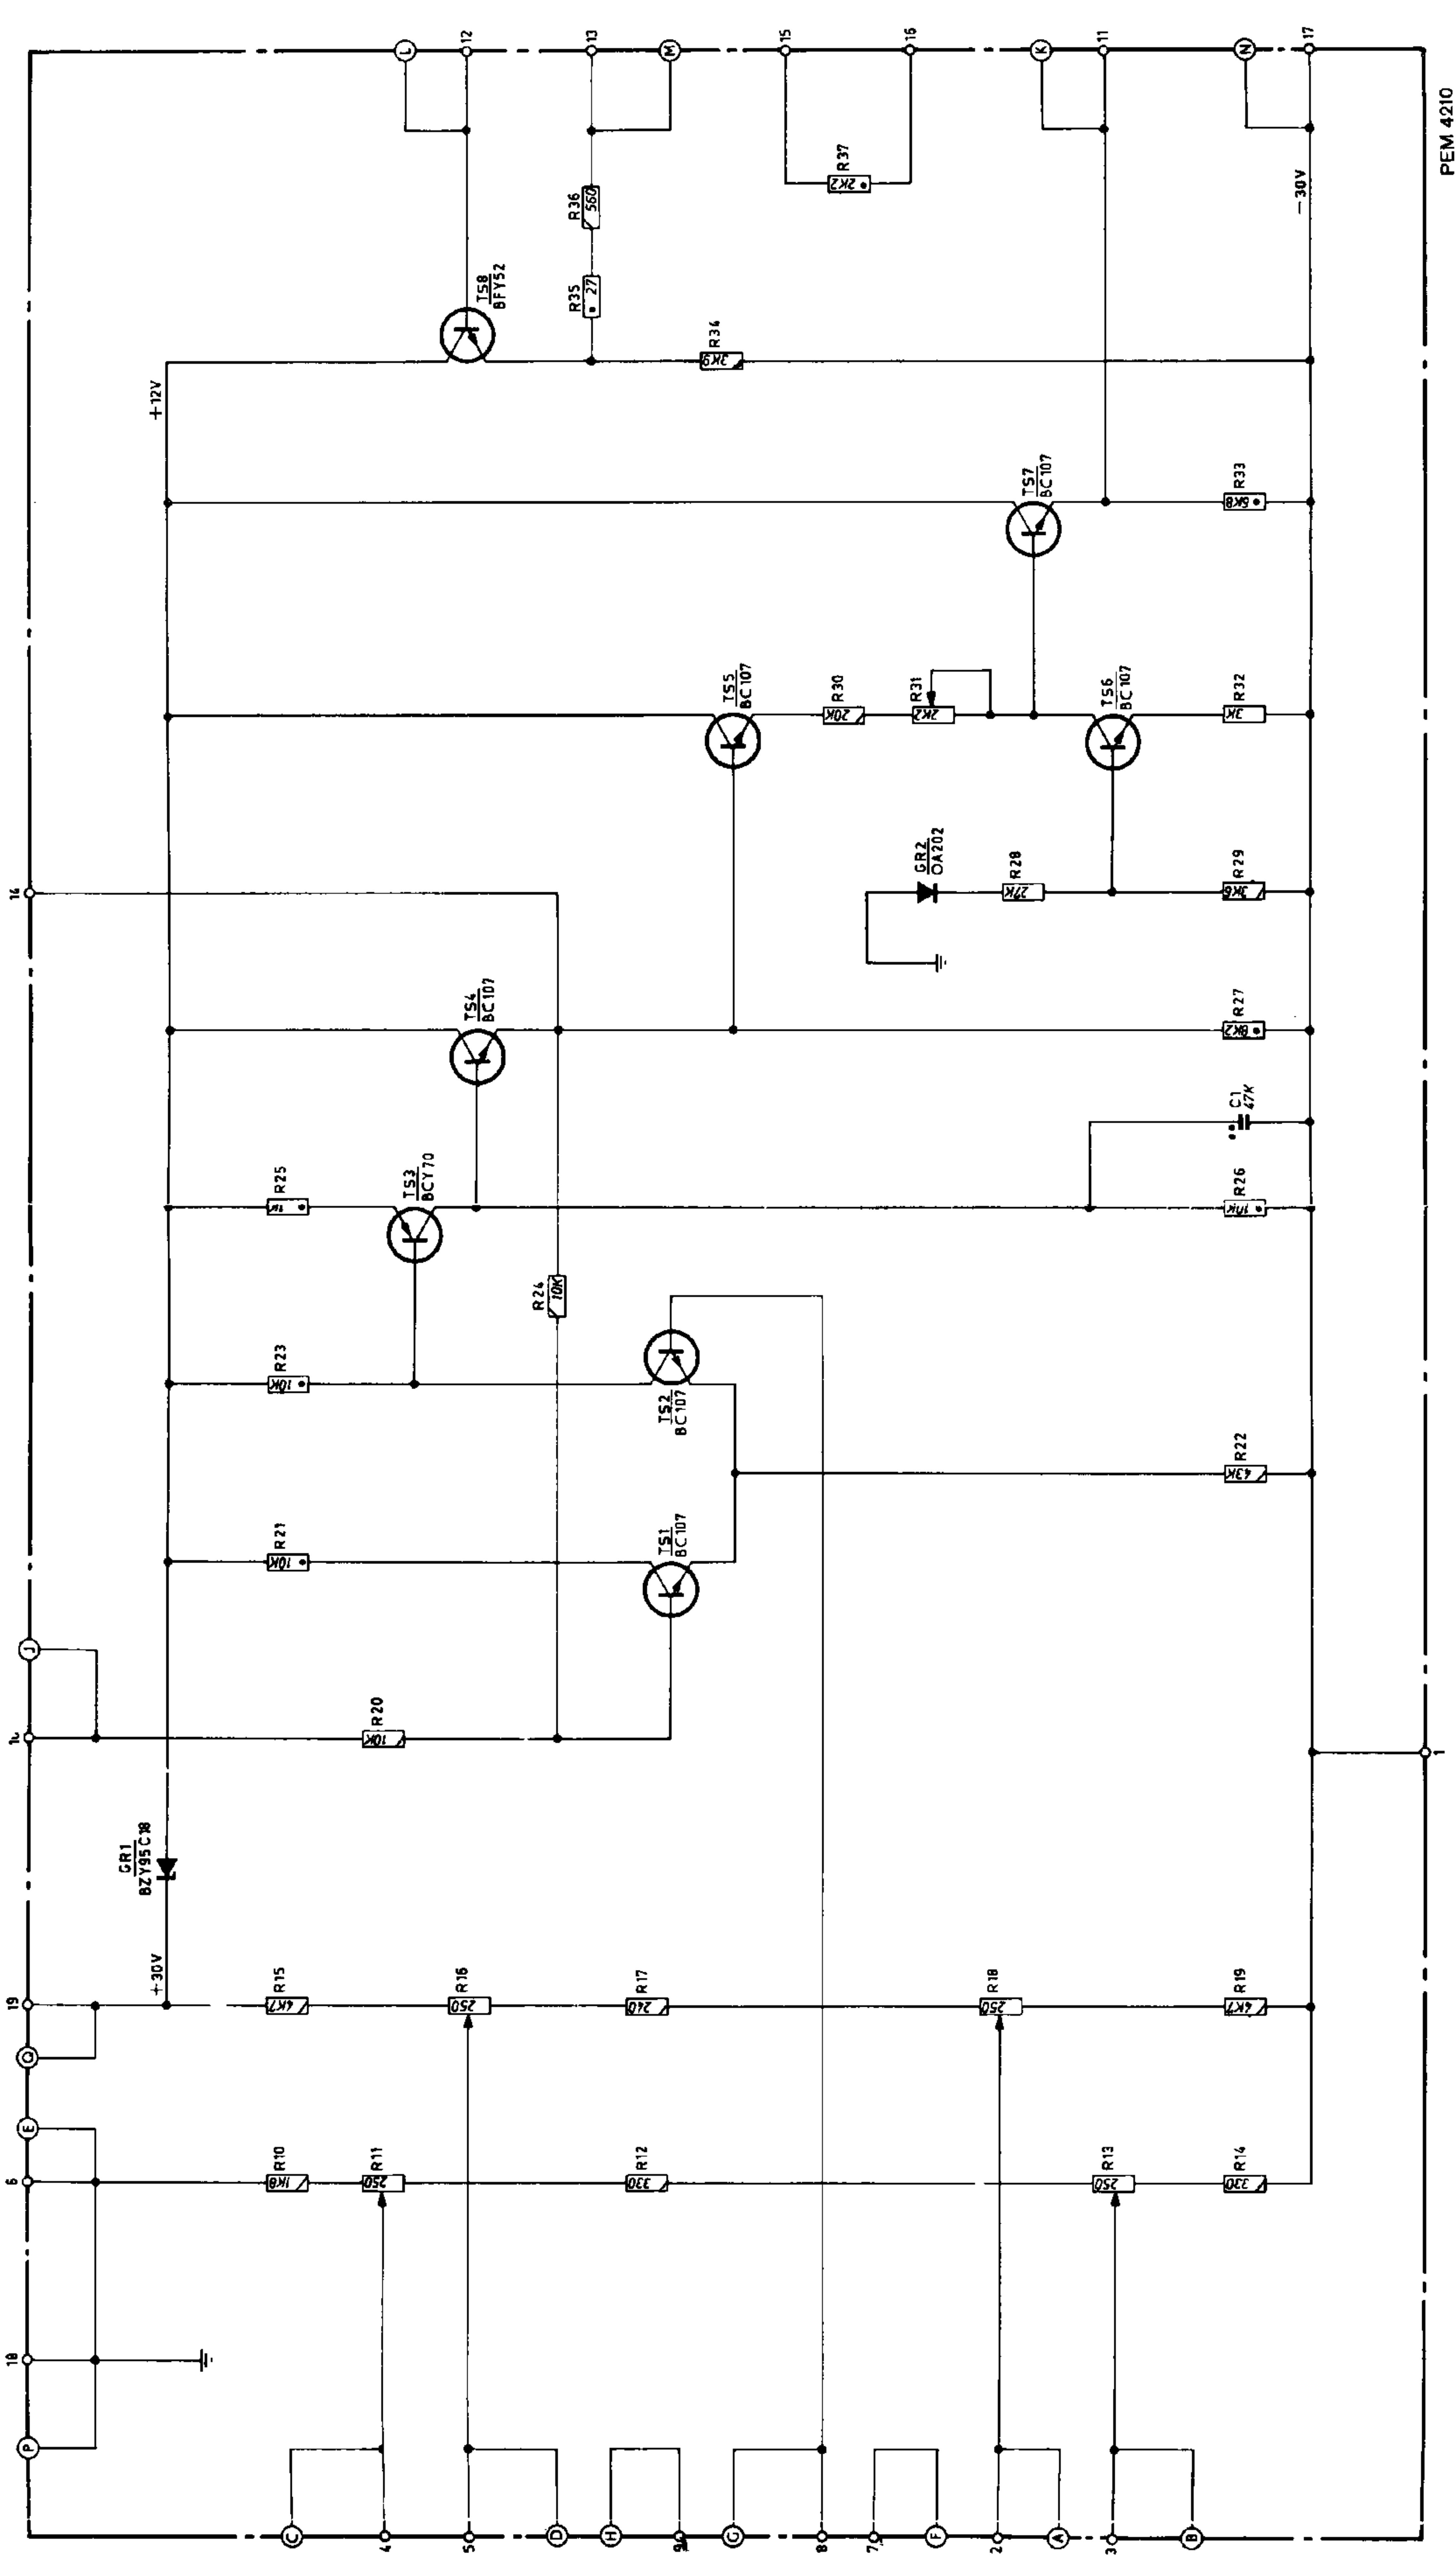 P
18
6
E
Q
19
10
J
14
+30V
GR1
BZY95C18
+12V
C
4
5
D
H
9
G
8
7
F
2
A
3
B
R10
1K8
R11
250
R12
330
R13
250
R14
330
R15
4K7
R16
250
R17
240
R18
250
R19
4K7
R20
10K
R21
10K
TS1
BC107
R22
43K
R23
10K
TS2
BC107
R24
10K
R25
1K
TS3
BCY70
R26
10K
C1
47K
TS4
BC107
R27
8K2
GR2
OA202
R28
27K
R29
3K6
TS5
BC107
R30
20K
R31
2K2
TS6
BC107
R32
3K
TS7
BC107
R33
6K8
TS8
BFY52
R34
3K9
R35
27
R36
560
R37
2K2
-30V
L
12
13
M
15
16
K
11
N
17
1
PEM 4210